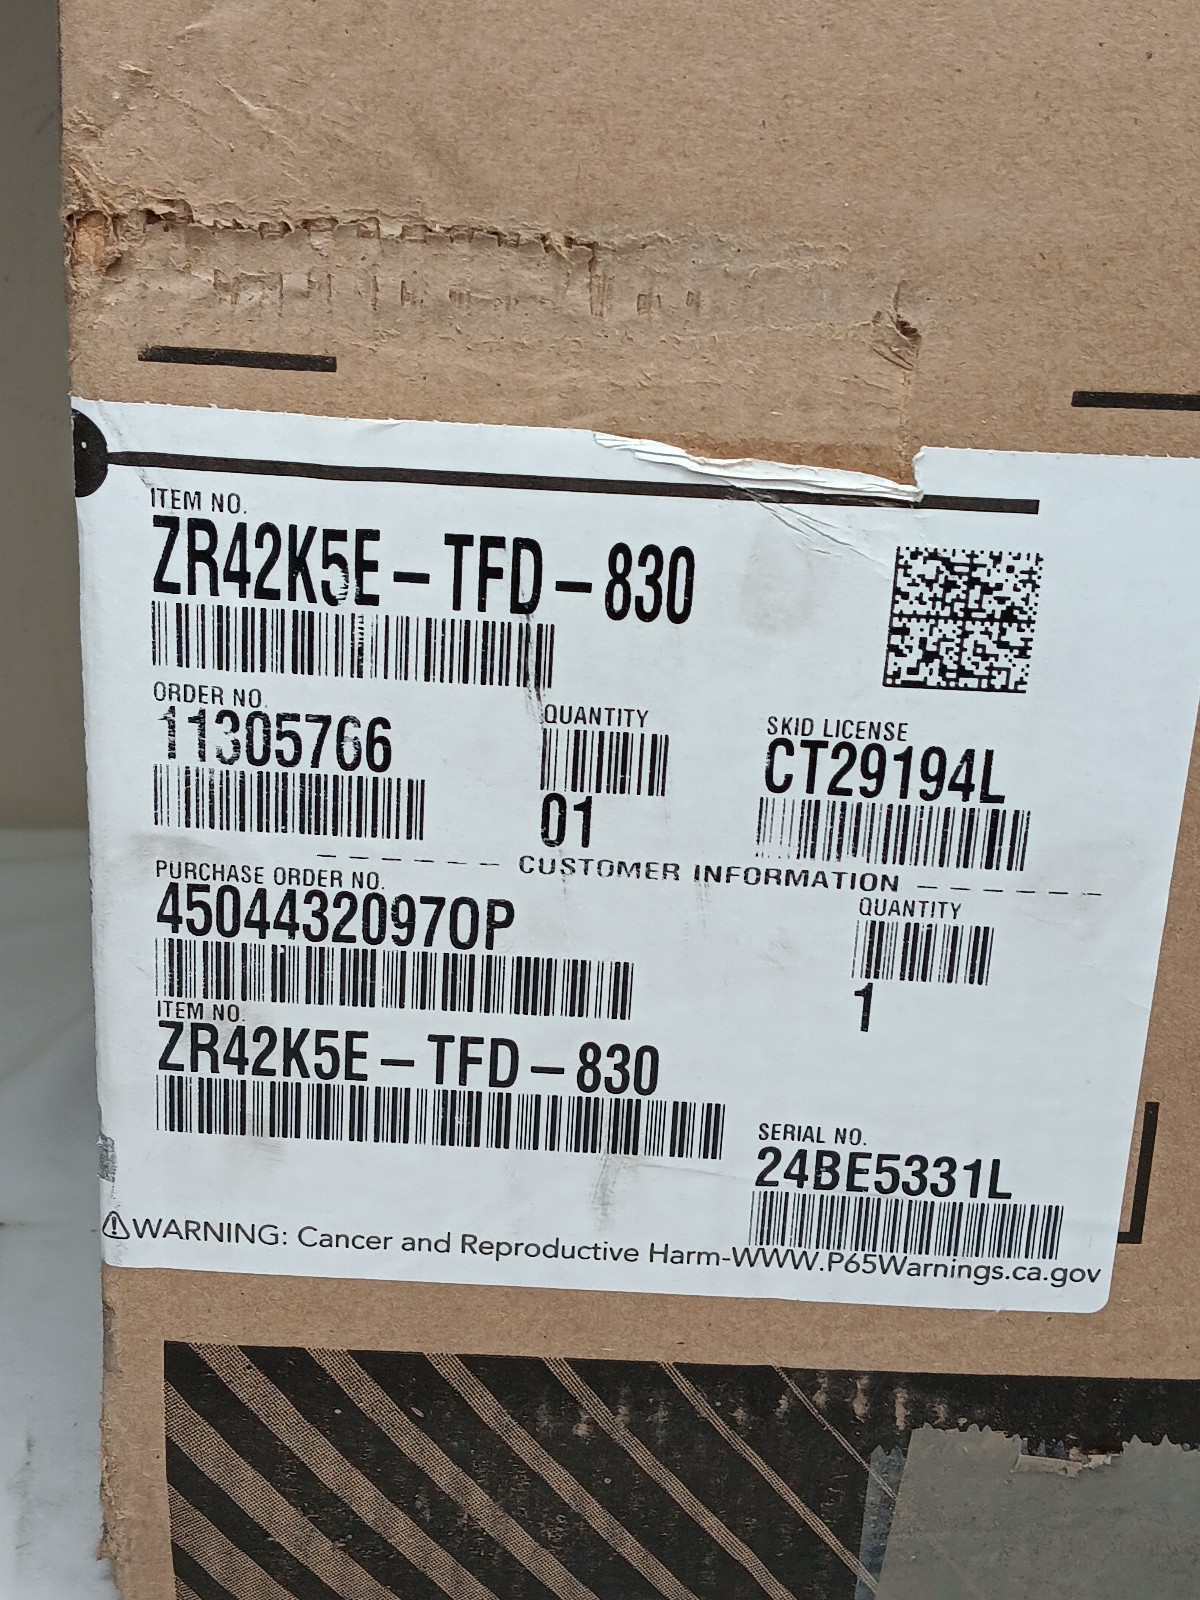 ITEM NO.
ZR42K5E-TFD-830
ORDER NO.
11305766
QUANTITY
01
SKID LICENSE
CT29194L
CUSTOMER INFORMATION
PURCHASE ORDER NO.
4504432097OP
QUANTITY
1
ITEM NO.
ZR42K5E-TFD-830
SERIAL NO.
24BE5331L
⚠WARNING: Cancer and Reproductive Harm-WWW.P65Warnings.ca.gov